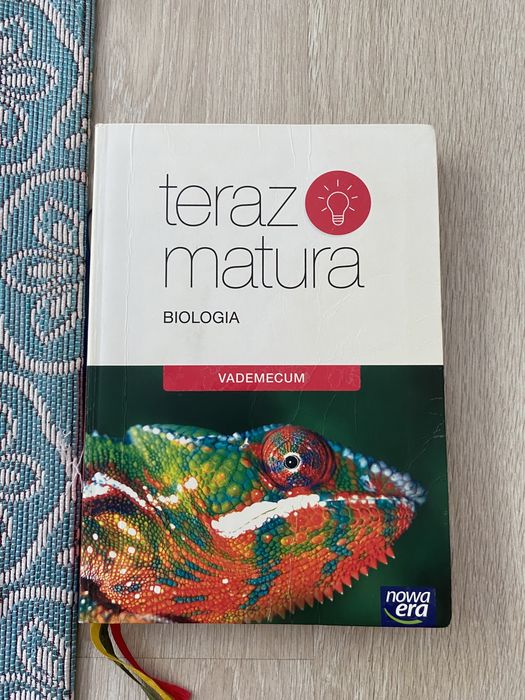 teraz
matura
BIOLOGIA
VADEMECUM
nowa
era